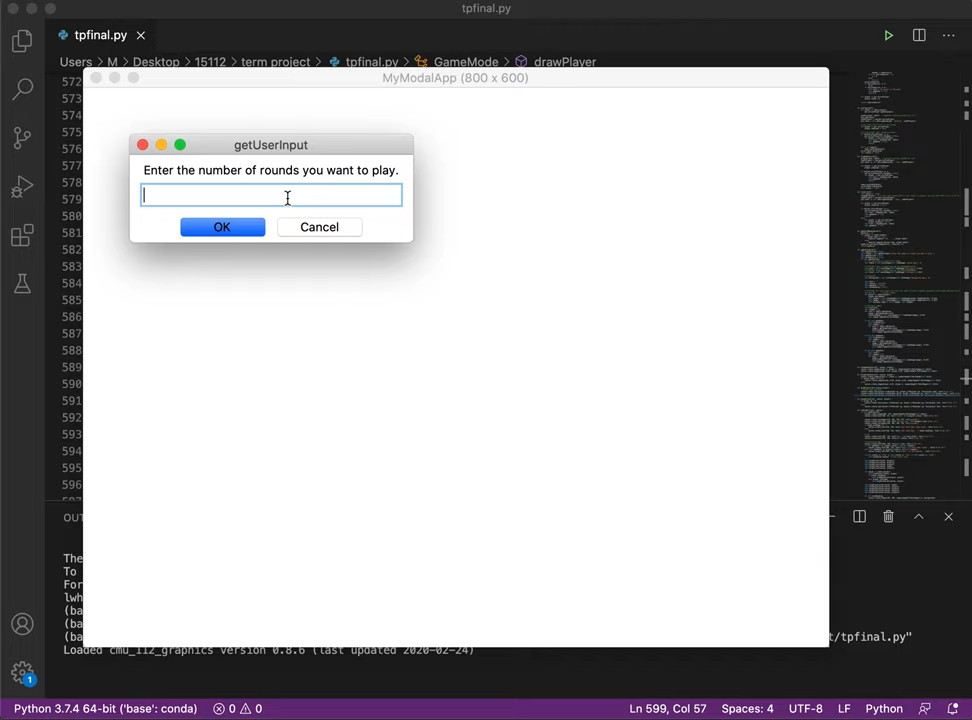 tpfinal.py
tpfinal.py
Users > M > Desktop > 15112 > term project > tpfinal.py > GameMode > drawPlayer
MyModalApp (800 x 600)
572
573
574
575
576
577
578
579
580
581
582
583
584
585
586
587
588
589
590
591
592
593
594
595
596
597
getUserInput
Enter the number of rounds you want to play.
OK
Cancel
OUT
The
To
For
lwh
(ba
(ba
(ba
t/tpfinal.py"
Loaded cmu_112_graphics version 0.8.6 (last updated 2020-02-24)
1
Python 3.7.4 64-bit ('base': conda) 0 0 Ln 599, Col 57 Spaces: 4 UTF-8 LF Python